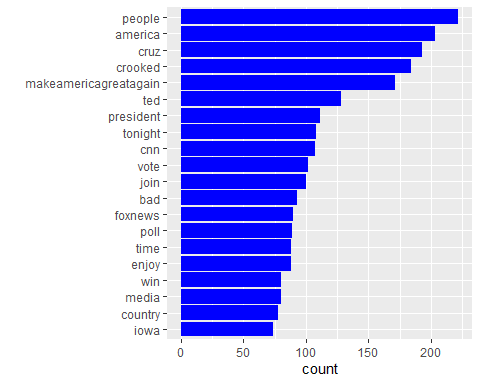 people
america
cruz
crooked
makeamericagreatagain
ted
president
tonight
cnn
vote
join
bad
foxnews
poll
time
enjoy
win
media
country
iowa
0 50 100 150 200
count